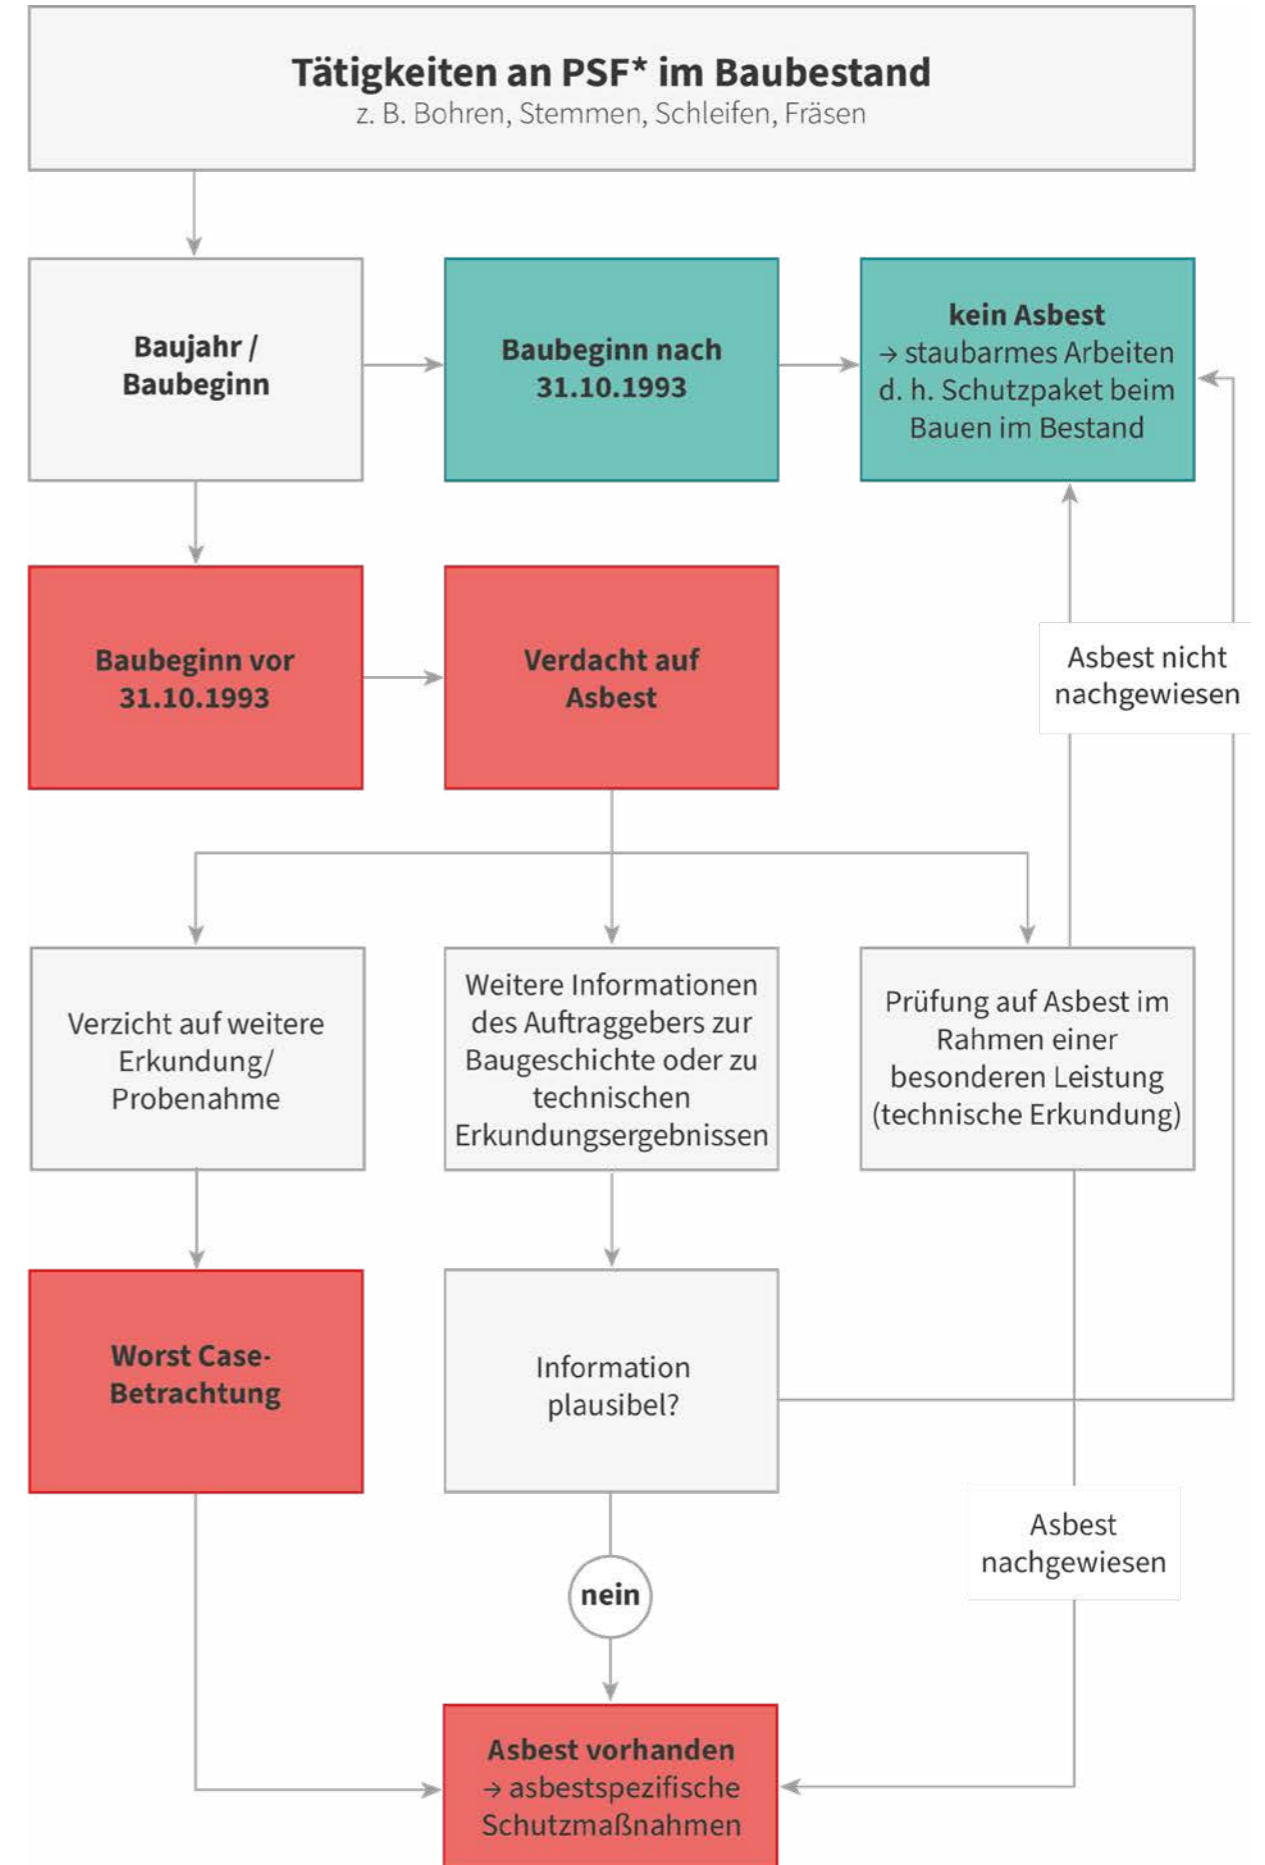 Tätigkeiten an PSF* im Baubestand
z. B. Bohren, Stemmen, Schleifen, Fräsen
Baujahr /
Baubeginn
Baubeginn nach
31.10.1993
kein Asbest
→ staubarmes Arbeiten
d. h. Schutzpaket beim
Bauen im Bestand
Baubeginn vor
31.10.1993
Verdacht auf
Asbest
Asbest nicht
nachgewiesen
Verzicht auf weitere
Erkundung/
Probenahme
Weitere Informationen
des Auftraggebers zur
Baugeschichte oder zu
technischen
Erkundungsergebnissen
Prüfung auf Asbest im
Rahmen einer
besonderen Leistung
(technische Erkundung)
Worst Case-
Betrachtung
Information
plausibel?
Asbest
nachgewiesen
nein
Asbest vorhanden
→ asbestspezifische
Schutzmaßnahmen